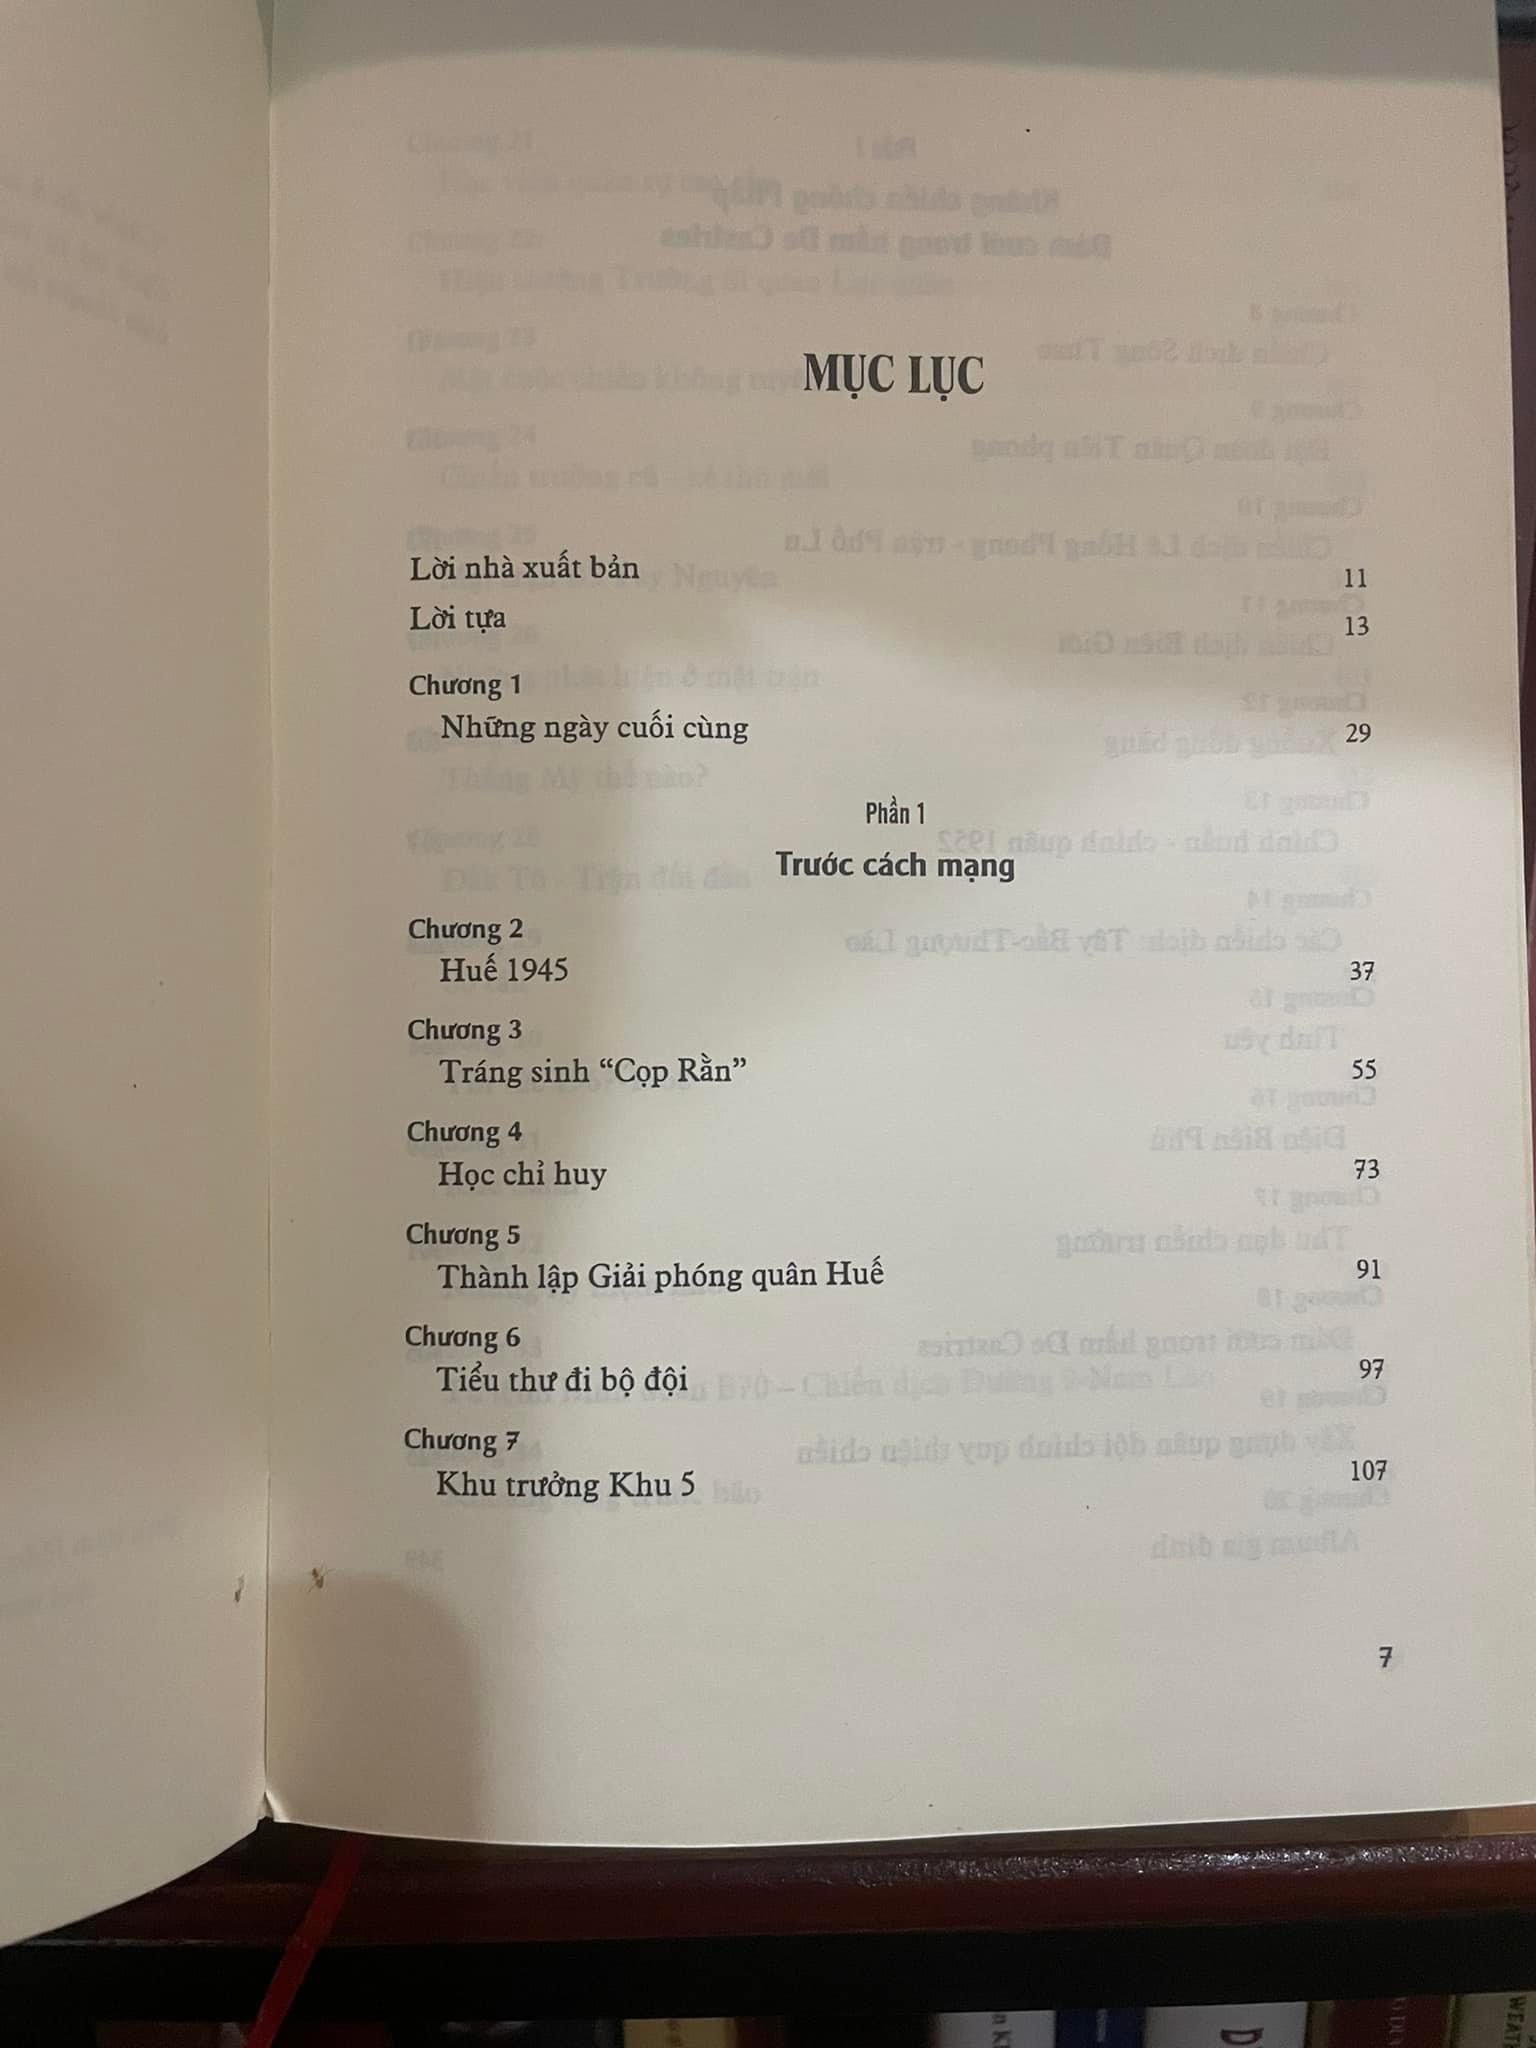 MỤC LỤC
Lời nhà xuất bản 11
Lời tựa 13
Chương 1
Những ngày cuối cùng 29
Phần 1
Trước cách mạng
Chương 2
Huế 1945 37
Chương 3
Tráng sinh “Cọp Rằn” 55
Chương 4
Học chỉ huy 73
Chương 5
Thành lập Giải phóng quân Huế 91
Chương 6
Tiểu thư đi bộ đội 97
Chương 7
Khu trưởng Khu 5 107
7